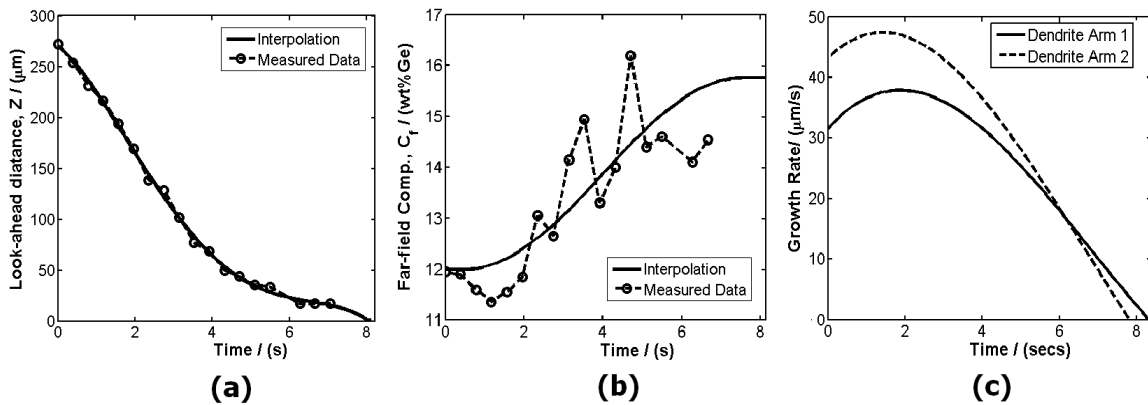 300
250
200
150
100
50
0
0 2 4 6 8
Look-ahead diatance, Z / (μm)
Time / (s)
Interpolation
Measured Data
(a)
17
16
15
14
13
12
11
0 2 4 6 8
Far-field Comp., Cf / (wt%Ge)
Time / (s)
Interpolation
Measured Data
(b)
50
40
30
20
10
0
0 2 4 6 8
Growth Rate/ (μm/s)
Time / (secs)
Dendrite Arm 1
Dendrite Arm 2
(c)